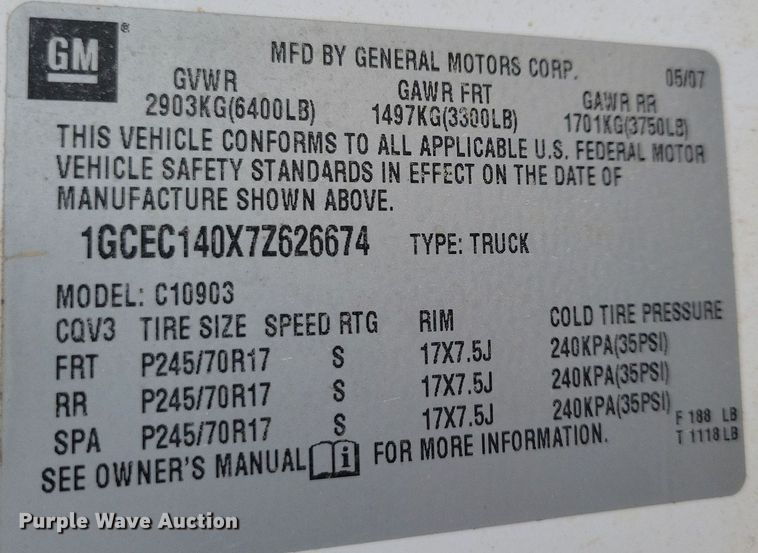 GM®
MFD BY GENERAL MOTORS CORP. 05/07
GVWR GAWR FRT GAWR RR
2903KG(6400LB) 1497KG(3300LB) 1701KG(3750LB)
THIS VEHICLE CONFORMS TO ALL APPLICABLE U.S. FEDERAL MOTOR
VEHICLE SAFETY STANDARDS IN EFFECT ON THE DATE OF
MANUFACTURE SHOWN ABOVE.
1GCEC140X7Z626674 TYPE: TRUCK
MODEL: C10903
CQV3 TIRE SIZE SPEED RTG RIM COLD TIRE PRESSURE
FRT P245/70R17 S 17X7.5J 240KPA(35PSI)
RR P245/70R17 S 17X7.5J 240KPA(35PSI)
SPA P245/70R17 S 17X7.5J 240KPA(35PSI)
F 188 LB
T 1118 LB
SEE OWNER'S MANUAL i FOR MORE INFORMATION.
Purple Wave Auction